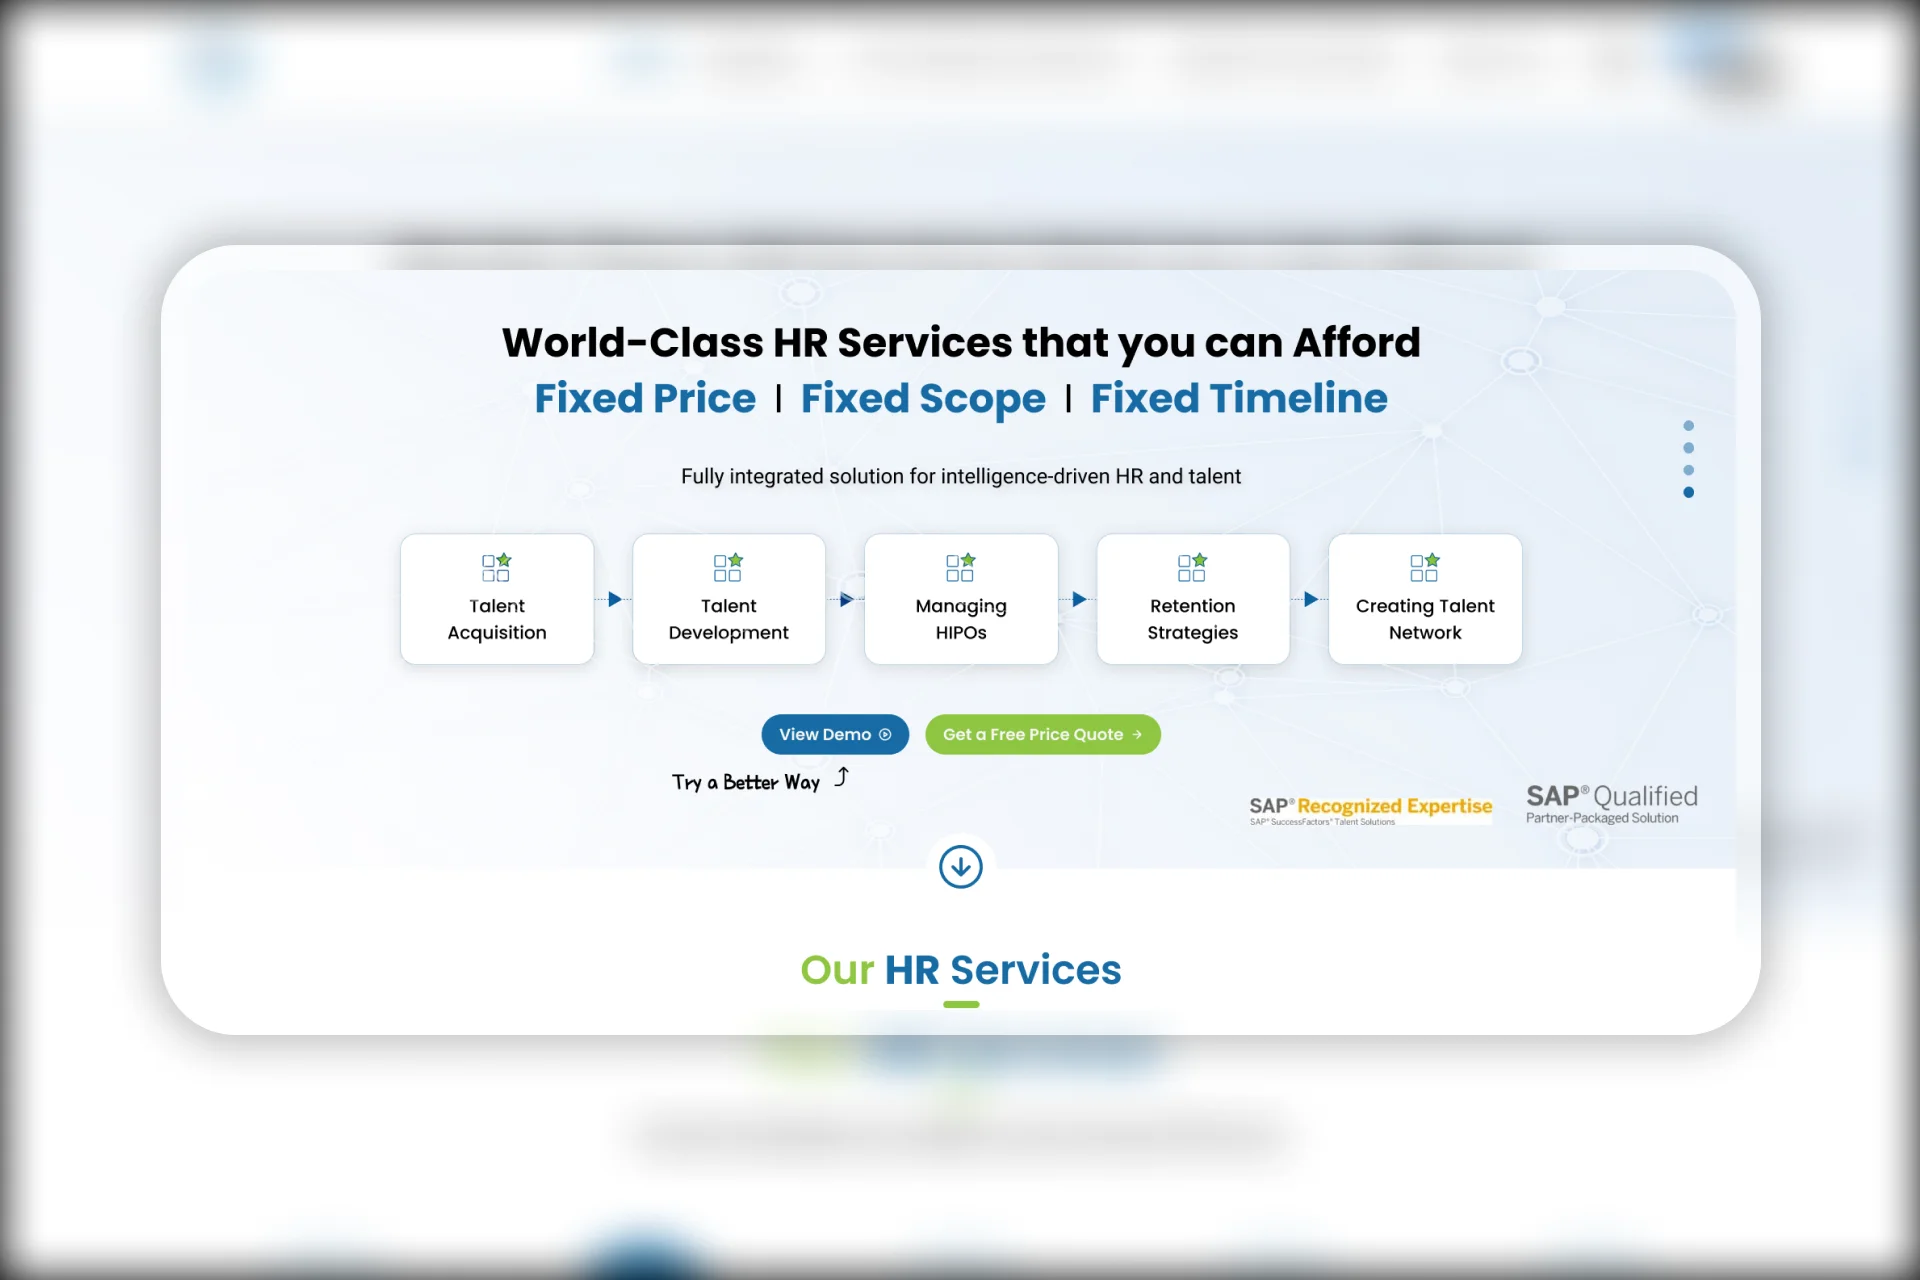 World-Class HR Services that you can Afford
Fixed Price | Fixed Scope | Fixed Timeline
Fully integrated solution for intelligence-driven HR and talent
Talent
Acquisition
Talent
Development
Managing
HIPOs
Retention
Strategies
Creating Talent
Network
View Demo
Get a Free Price Quote
Try a Better Way
SAP® Recognized Expertise
SAP® SuccessFactors® Talent Solutions
SAP® Qualified
Partner-Packaged Solution
Our HR Services